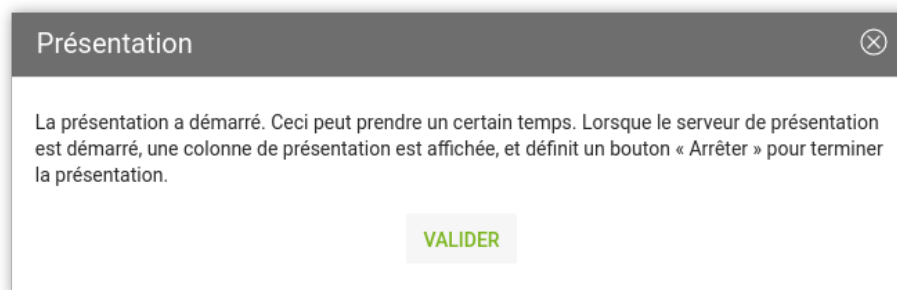 Présentation
La présentation a démarré. Ceci peut prendre un certain temps. Lorsque le serveur de présentation
est démarré, une colonne de présentation est affichée, et définit un bouton « Arrêter » pour terminer
la présentation.
VALIDER